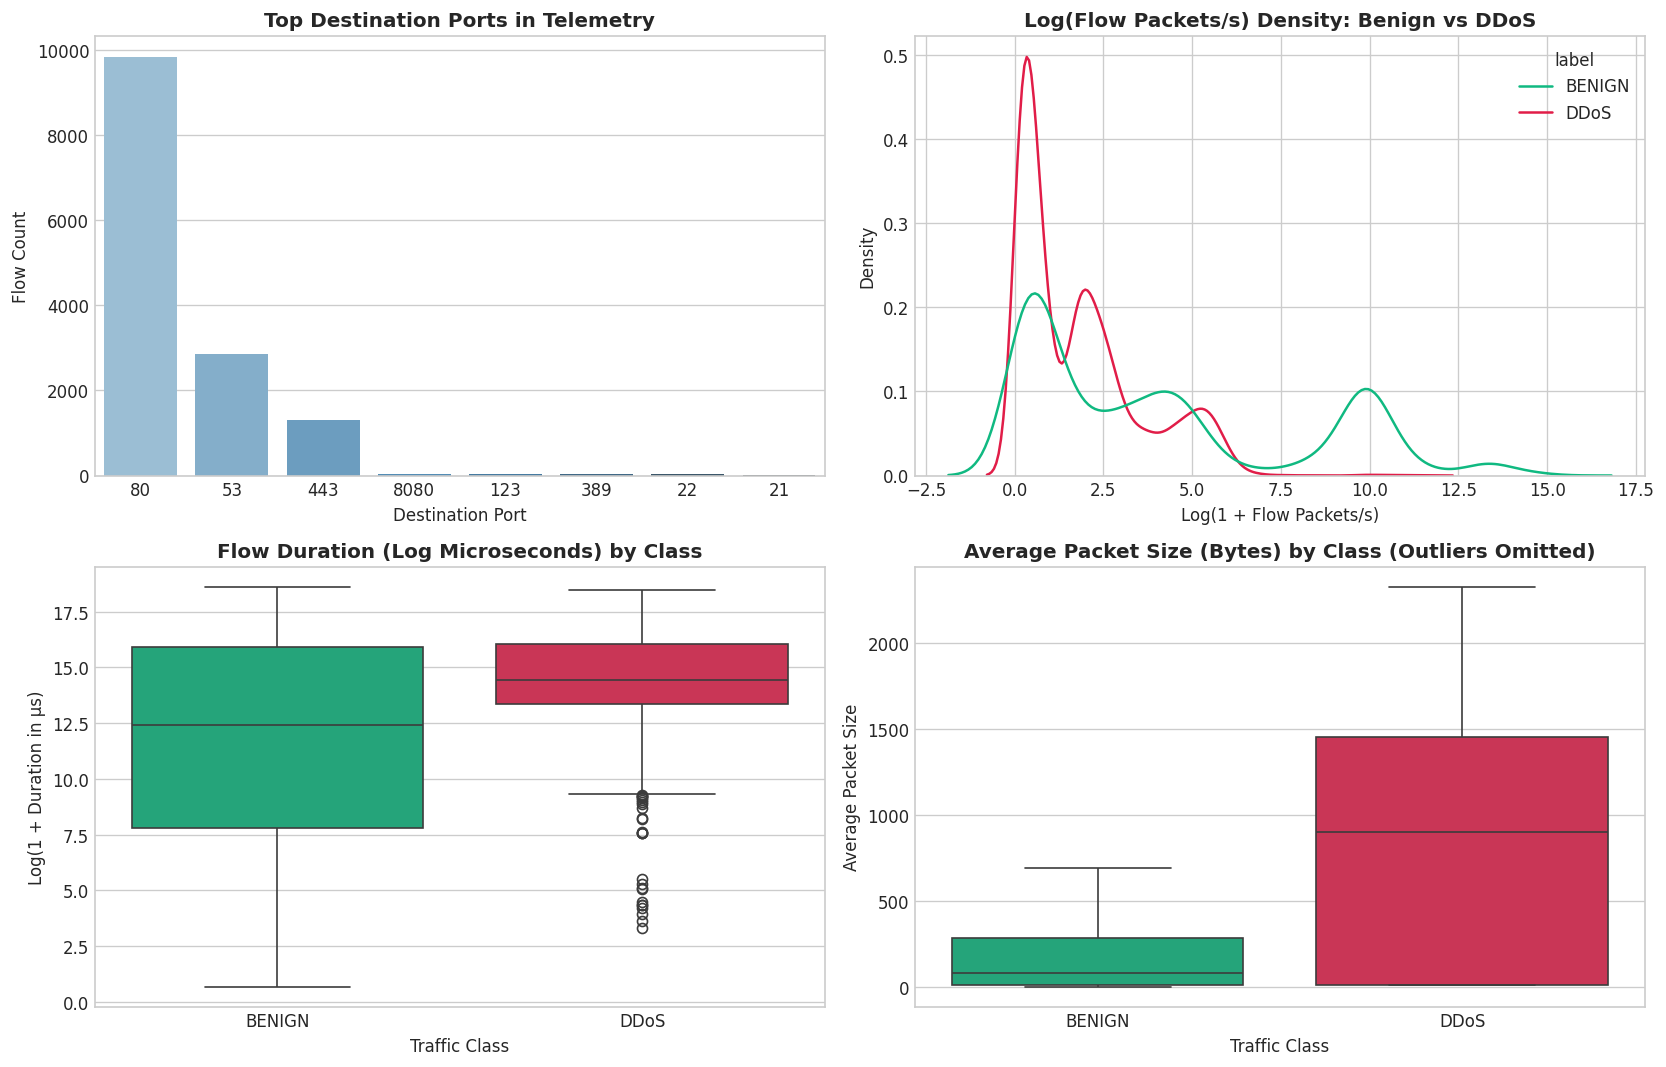 Top Destination Ports in Telemetry
10000
8000
6000
4000
2000
0
Flow Count
80 53 443 8080 123 389 22 21
Destination Port
Log(Flow Packets/s) Density: Benign vs DDoS
0.5
0.4
0.3
0.2
0.1
0.0
Density
label
BENIGN
DDoS
−2.5 0.0 2.5 5.0 7.5 10.0 12.5 15.0 17.5
Log(1 + Flow Packets/s)
Flow Duration (Log Microseconds) by Class
17.5
15.0
12.5
10.0
7.5
5.0
2.5
0.0
Log(1 + Duration in µs)
BENIGN DDoS
Traffic Class
Average Packet Size (Bytes) by Class (Outliers Omitted)
2000
1500
1000
500
0
Average Packet Size
BENIGN DDoS
Traffic Class